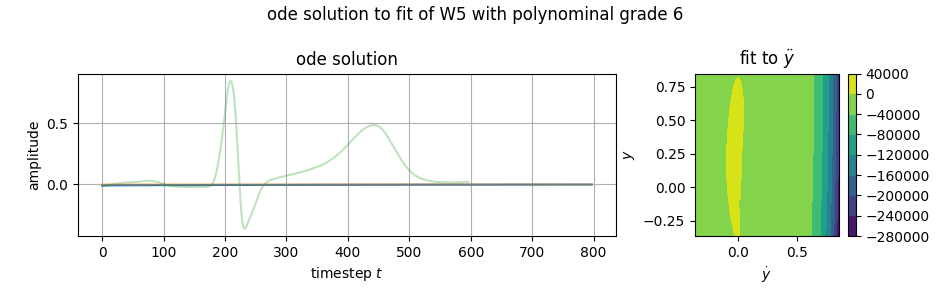 ode solution to fit of W5 with polynominal grade 6
ode solution
amplitude
0.5
0.0
0 100 200 300 400 500 600 700 800
timestep t
fit to ÿ
y
0.75
0.50
0.25
0.00
−0.25
0.0 0.5
ẏ
40000
0
−40000
−80000
−120000
−160000
−200000
−240000
−280000